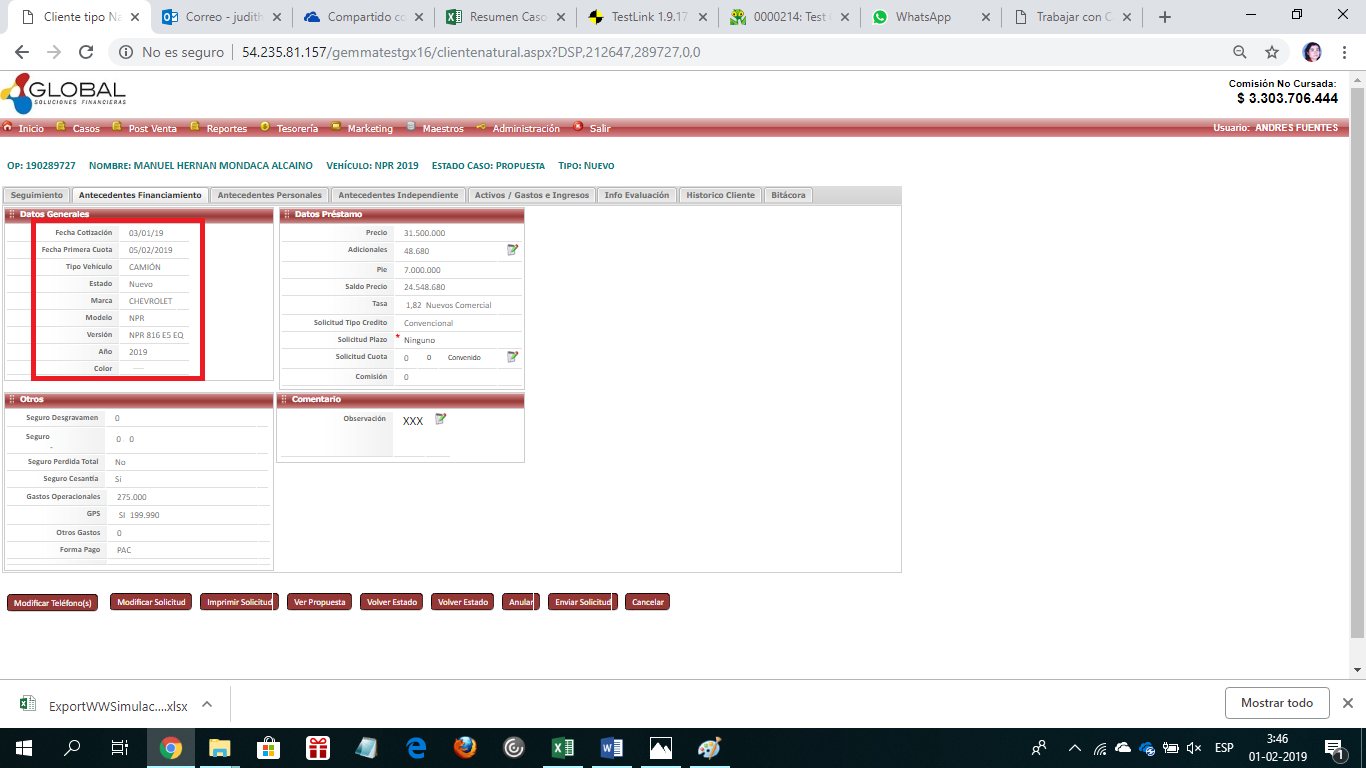 Cliente tipo Na
Correo - judith
Compartido co
Resumen Caso
TestLink 1.9.17
0000214: Test
WhatsApp
Trabajar con C
No es seguro
54.235.81.157/gemmatestgx16/clientenatural.aspx?DSP,212647,289727,0,0
GLOBAL
SOLUCIONES FINANCIERAS
Comisión No Cursada:
$ 3.303.706.444
Inicio Casos Post Venta Reportes Tesorería Marketing Maestros Administración Salir
Usuario: ANDRES FUENTES
OP: 190289727 NOMBRE: MANUEL HERNAN MONDACA ALCAINO VEHÍCULO: NPR 2019 ESTADO CASO: PROPUESTA TIPO: NUEVO
Seguimiento Antecedentes Financiamiento Antecedentes Personales Antecedentes Independiente Activos / Gastos e Ingresos Info Evaluación Historico Cliente Bitácora
Datos Generales
Fecha Cotización 03/01/19
Fecha Primera Cuota 05/02/2019
Tipo Vehículo CAMIÓN
Estado Nuevo
Marca CHEVROLET
Modelo NPR
Versión NPR 816 E5 EQ
Año 2019
Color ----
Datos Préstamo
Precio 31.500.000
Adicionales 48.680
Pie 7.000.000
Saldo Precio 24.548.680
Tasa 1,82 Nuevos Comercial
Solicitud Tipo Credito Convencional
Solicitud Plazo * Ninguno
Solicitud Cuota 0 0 Convenido
Comisión 0
Otros
Seguro Desgravamen 0
Seguro 0 0
-
Seguro Perdida Total No
Seguro Cesantía Si
Gastos Operacionales 275.000
GPS SI 199.990
Otros Gastos 0
Forma Pago PAC
Comentario
Observación XXX
Modificar Teléfono(s) Modificar Solicitud Imprimir Solicitud Ver Propuesta Volver Estado Volver Estado Anular Enviar Solicitud Cancelar
ExportWWSimulac....xlsx
Mostrar todo
ESP
3:46
01-02-2019
1